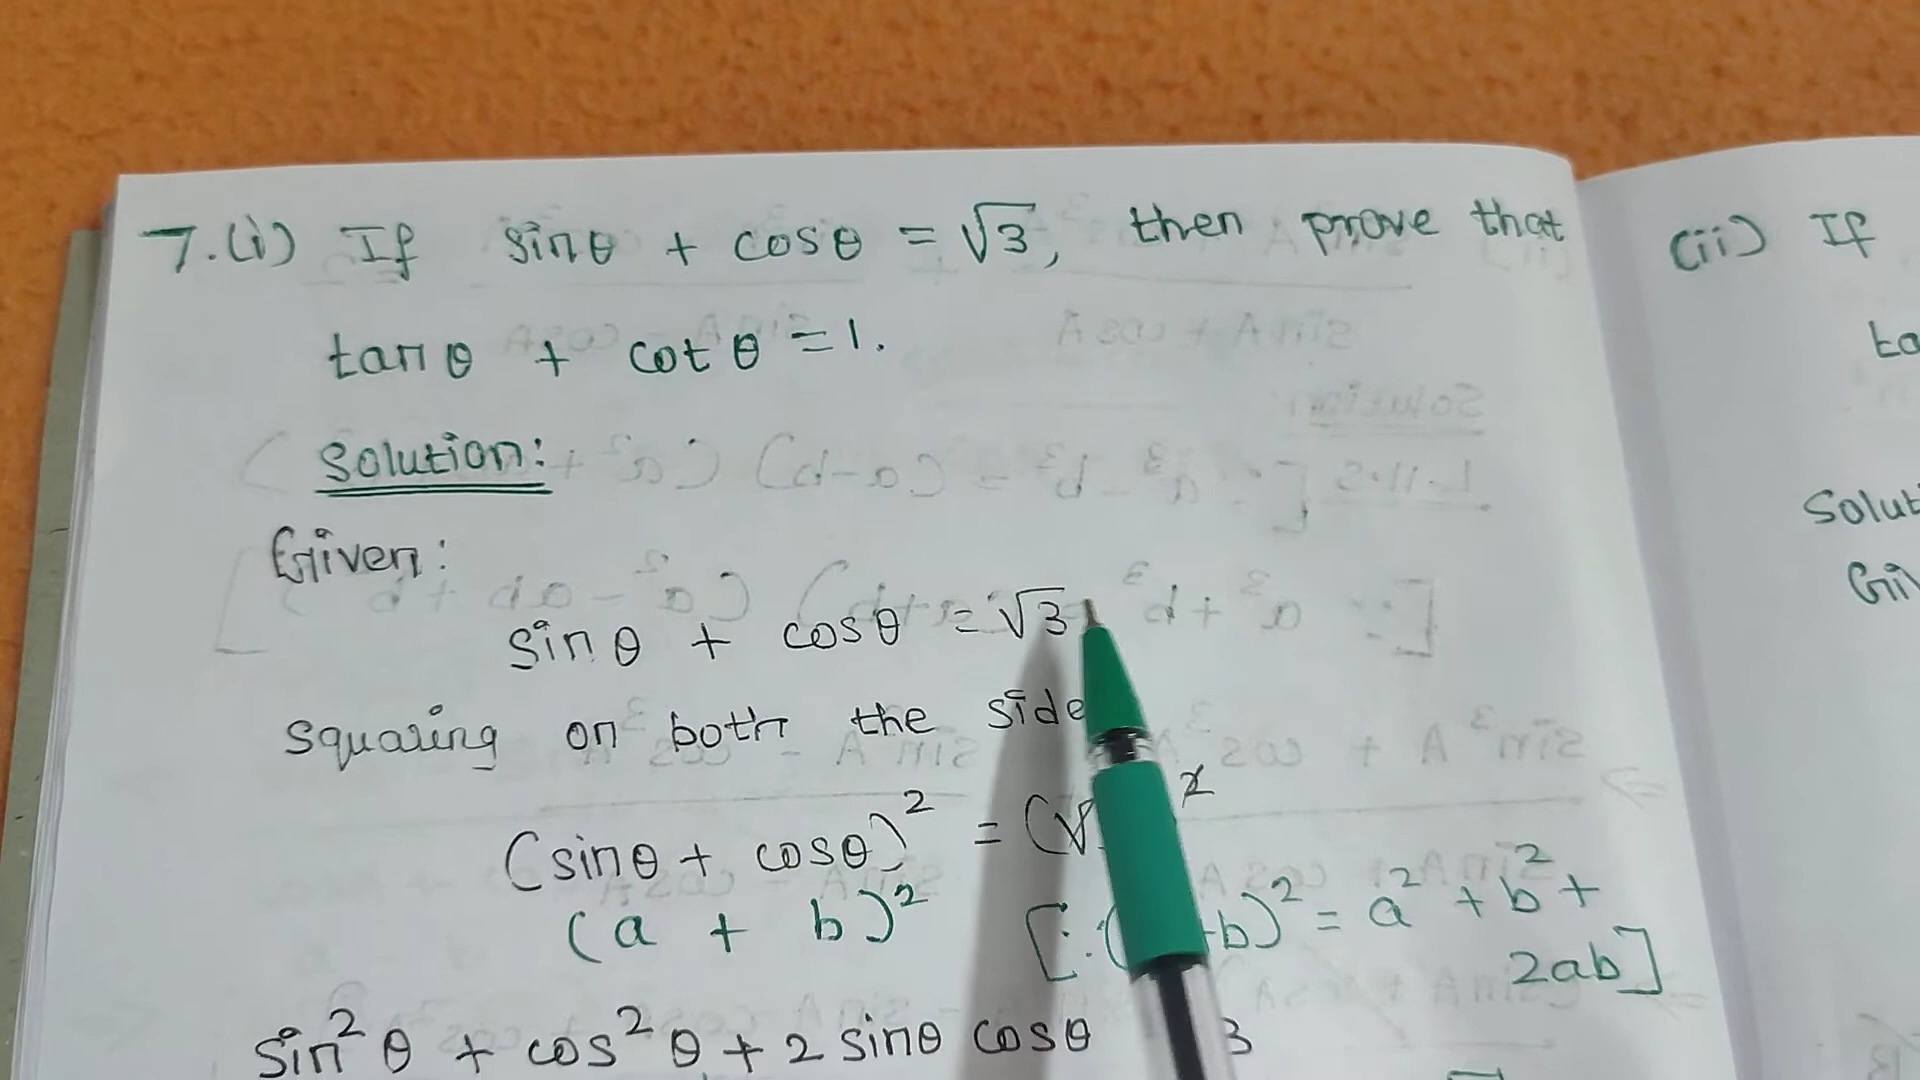 7.(i) If sinθ + cosθ = √3, then prove that
tanθ + cotθ = 1.
Solution:
Given:
sinθ + cosθ = √3
Squaring on both the side
(sinθ + cosθ)² = (√
(a + b)² [∵ ( b)² = a² + b² +
2ab]
sin²θ + cos²θ + 2 sinθ cosθ 3
(ii) If